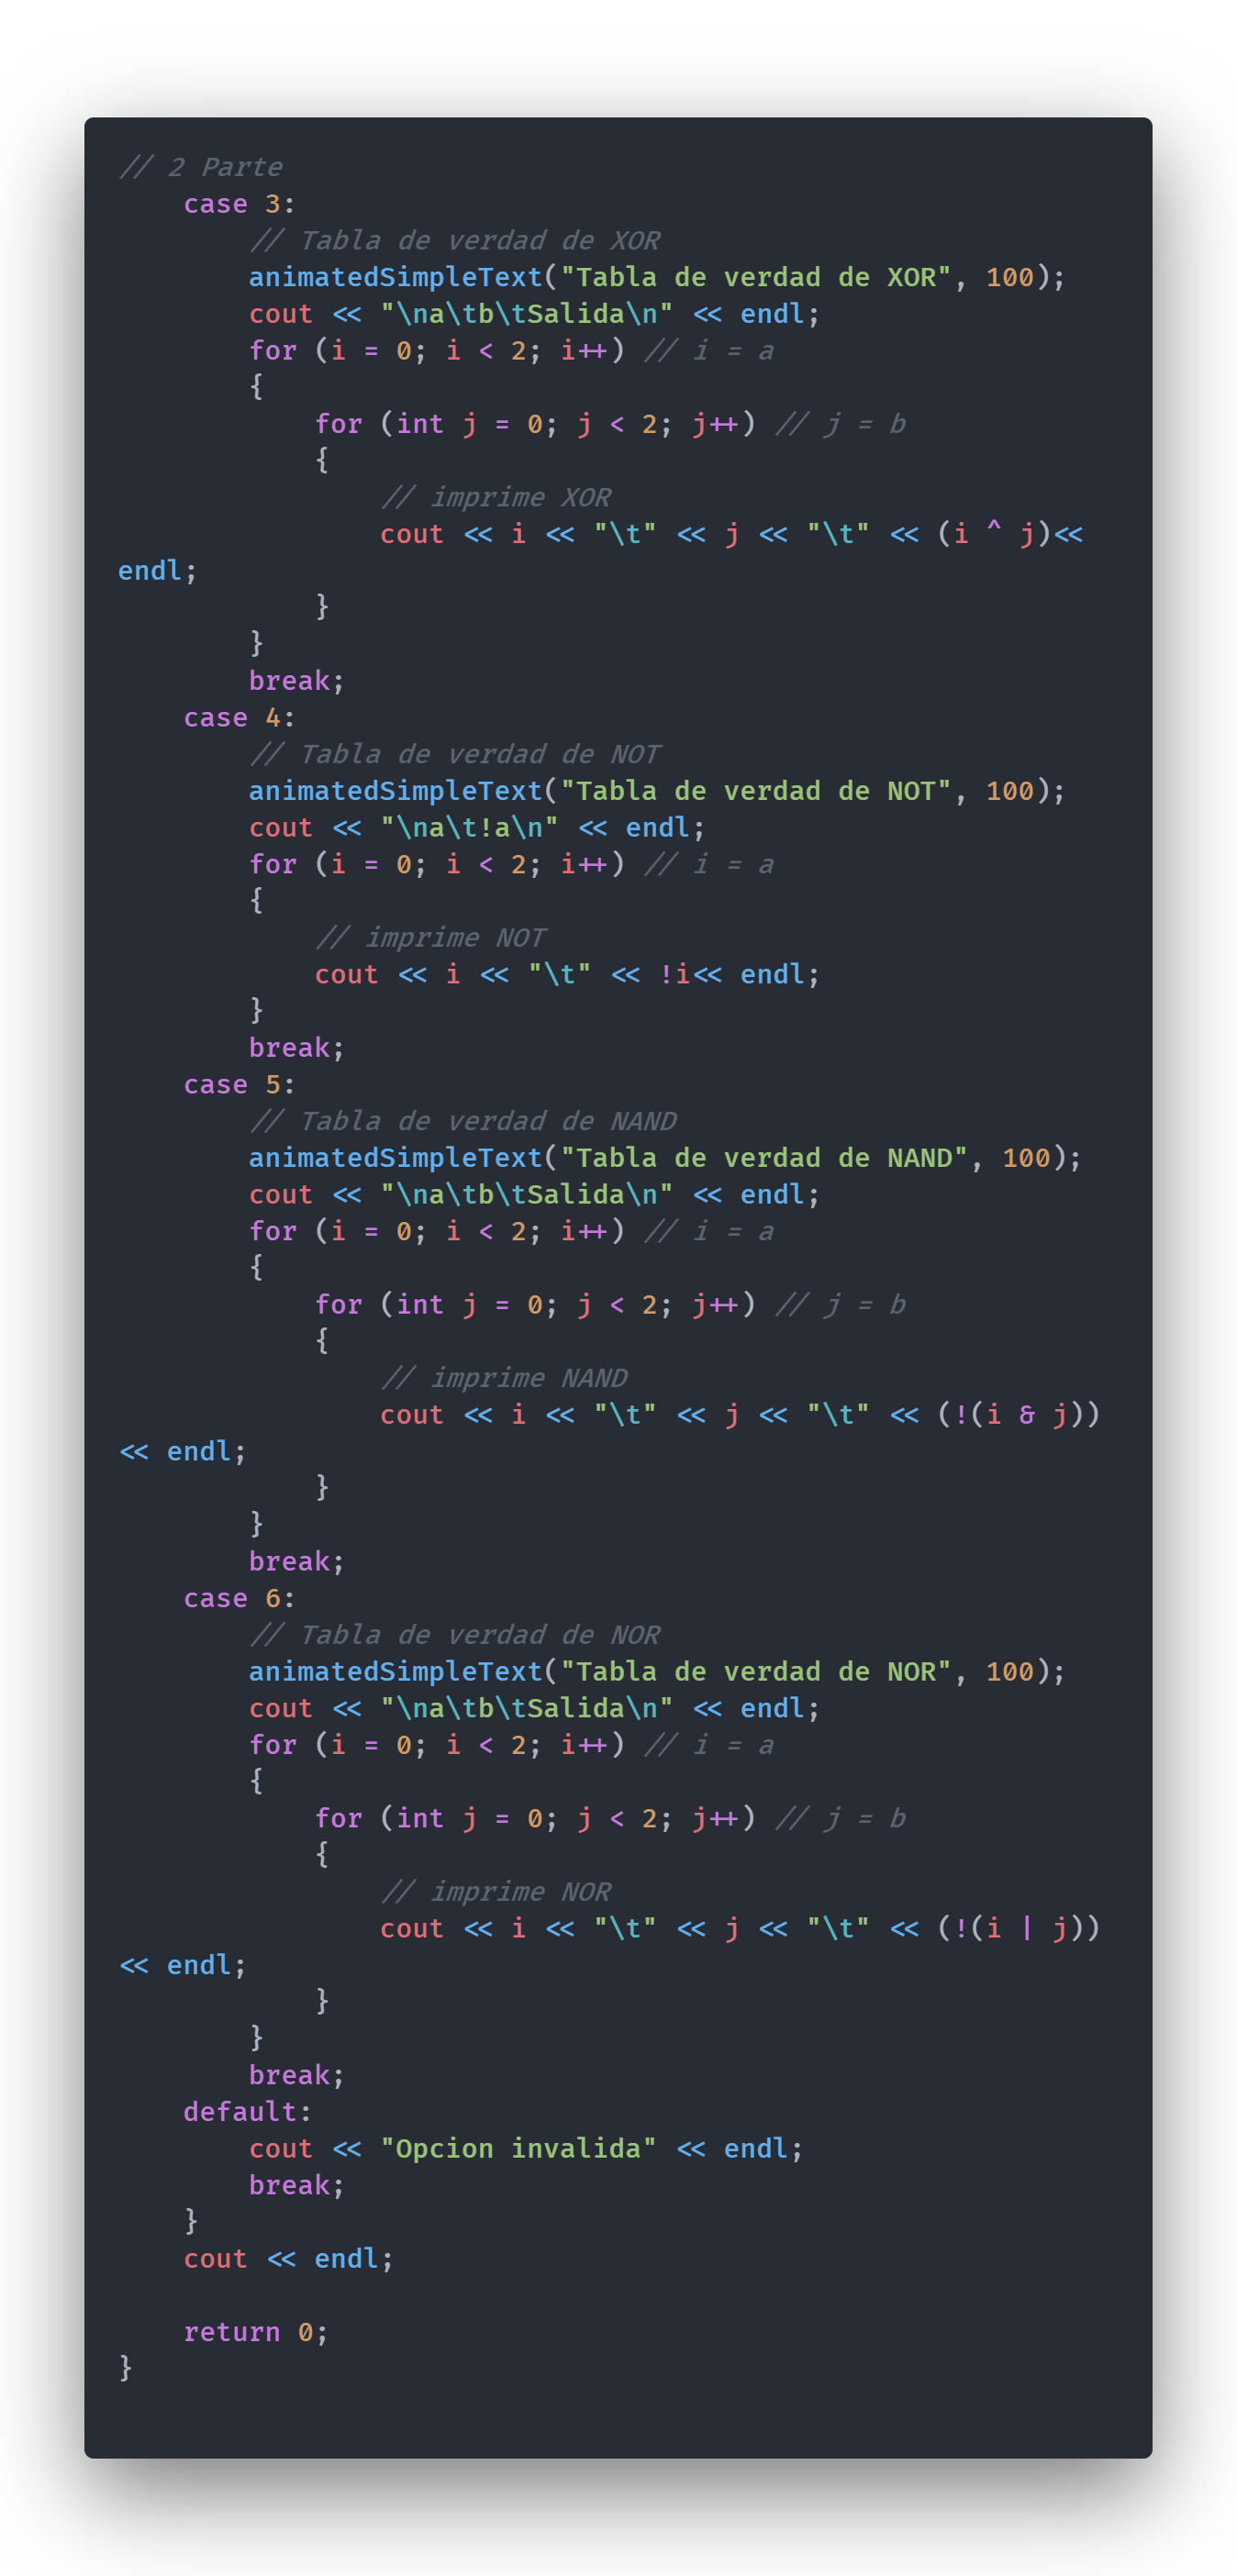 // 2 Parte
    case 3:
        // Tabla de verdad de XOR
        animatedSimpleText("Tabla de verdad de XOR", 100);
        cout << "\na\tb\tSalida\n" << endl;
        for (i = 0; i < 2; i++) // i = a
        {
            for (int j = 0; j < 2; j++) // j = b
            {
                // imprime XOR
                cout << i << "\t" << j << "\t" << (i ^ j)<<
endl;
            }
        }
        break;
    case 4:
        // Tabla de verdad de NOT
        animatedSimpleText("Tabla de verdad de NOT", 100);
        cout << "\na\t!a\n" << endl;
        for (i = 0; i < 2; i++) // i = a
        {
            // imprime NOT
            cout << i << "\t" << !i<< endl;
        }
        break;
    case 5:
        // Tabla de verdad de NAND
        animatedSimpleText("Tabla de verdad de NAND", 100);
        cout << "\na\tb\tSalida\n" << endl;
        for (i = 0; i < 2; i++) // i = a
        {
            for (int j = 0; j < 2; j++) // j = b
            {
                // imprime NAND
                cout << i << "\t" << j << "\t" << (!(i & j))
<< endl;
            }
        }
        break;
    case 6:
        // Tabla de verdad de NOR
        animatedSimpleText("Tabla de verdad de NOR", 100);
        cout << "\na\tb\tSalida\n" << endl;
        for (i = 0; i < 2; i++) // i = a
        {
            for (int j = 0; j < 2; j++) // j = b
            {
                // imprime NOR
                cout << i << "\t" << j << "\t" << (!(i | j))
<< endl;
            }
        }
        break;
    default:
        cout << "Opcion invalida" << endl;
        break;
    }
    cout << endl;

    return 0;
}